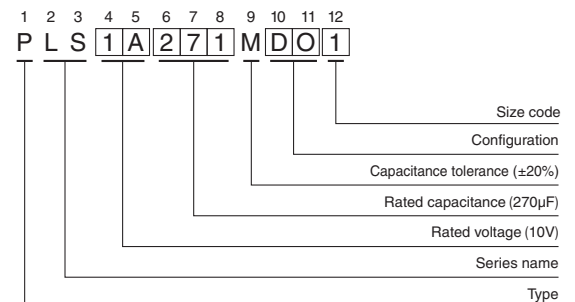 1 2 3 4 5 6 7 8 9 10 11 12
P L S 1 A 2 7 1 M D O 1
Size code
Configuration
Capacitance tolerance (±20%)
Rated capacitance (270µF)
Rated voltage (10V)
Series name
Type